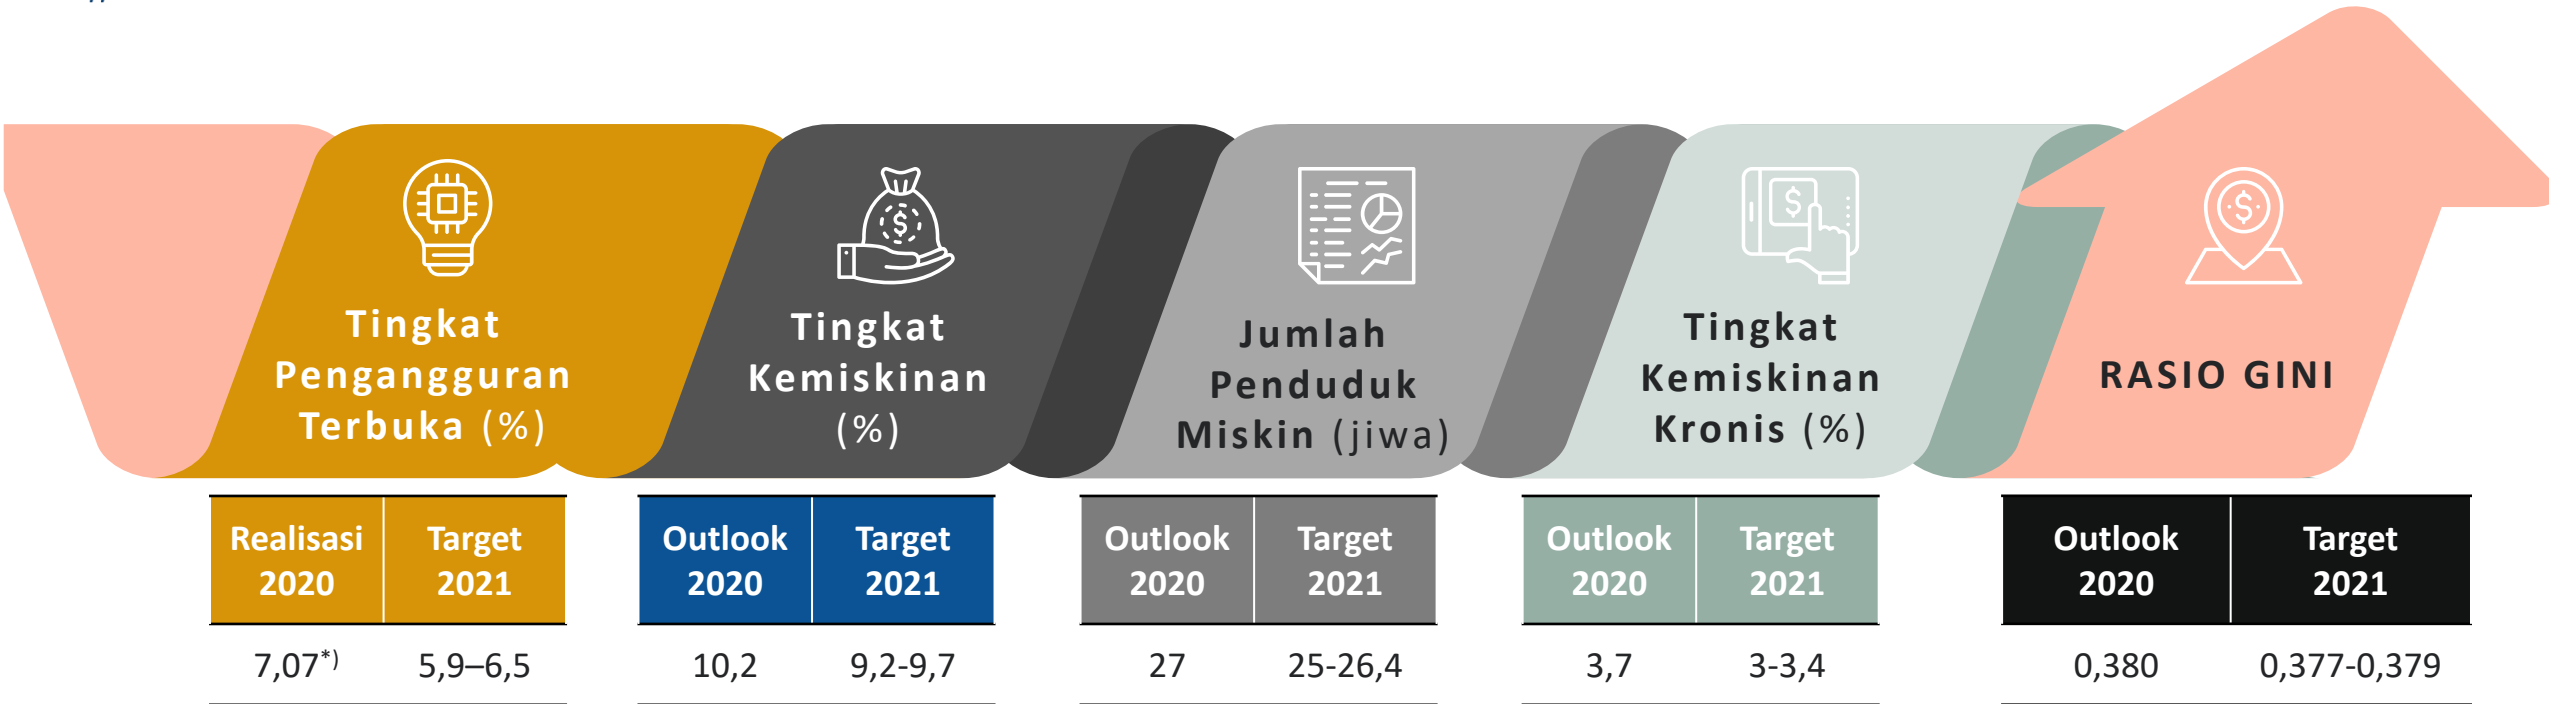 Tingkat
Pengangguran
Terbuka (%)
Tingkat
Kemiskinan
(%)
Jumlah
Penduduk
Miskin (jiwa)
Tingkat
Kemiskinan
Kronis (%)
RASIO GINI
Realisasi 2020 Target 2021
7,07*) 5,9–6,5
Outlook 2020 Target 2021
10,2 9,2-9,7
Outlook 2020 Target 2021
27 25-26,4
Outlook 2020 Target 2021
3,7 3-3,4
Outlook 2020 Target 2021
0,380 0,377-0,379